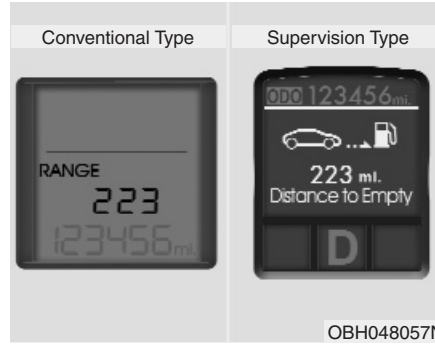 Conventional Type
Supervision Type
RANGE
223
123456mi.
ODO 123456mi.
223 mi.
Distance to Empty
D
OBH048057N